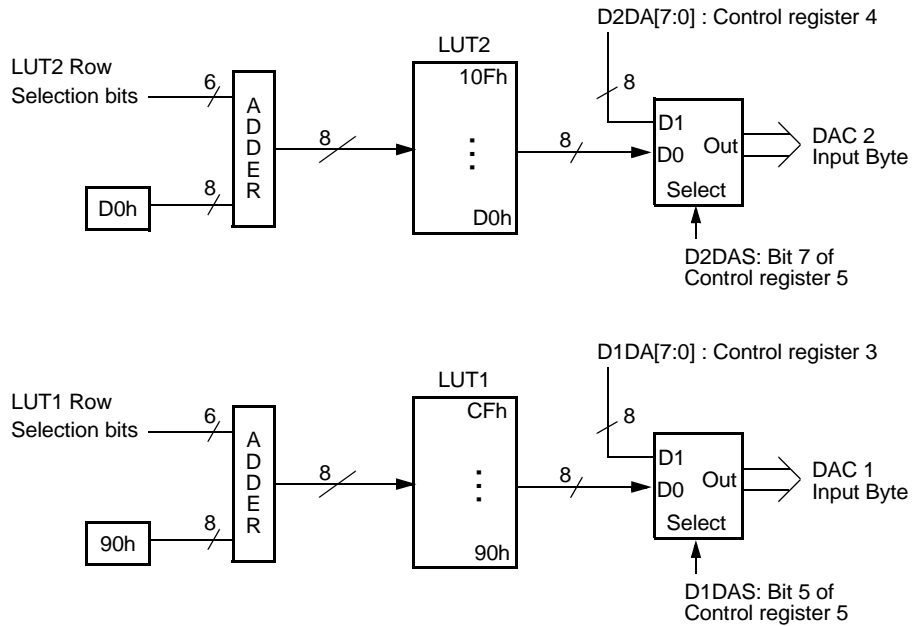 D2DA[7:0] : Control register 4
LUT2
LUT2 Row
Selection bits
6
ADDER
8
D0h
8
10Fh
⋮
D0h
8
8
D1
D0
Out
Select
DAC 2
Input Byte
D2DAS: Bit 7 of
Control register 5
D1DA[7:0] : Control register 3
LUT1
LUT1 Row
Selection bits
6
ADDER
8
90h
8
CFh
⋮
90h
8
8
D1
D0
Out
Select
DAC 1
Input Byte
D1DAS: Bit 5 of
Control register 5